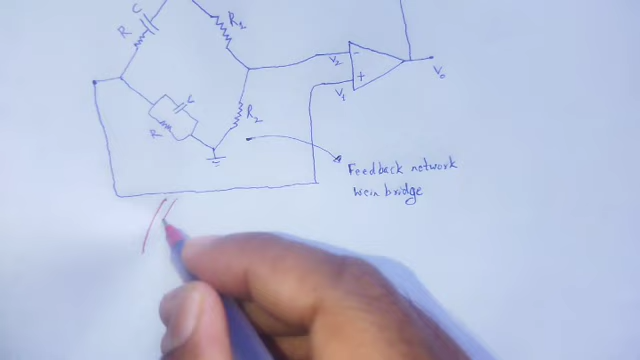 C
R₁
R
V₂
-
V₀
+
V₁
C
R₂
R
Feedback network
Wein bridge